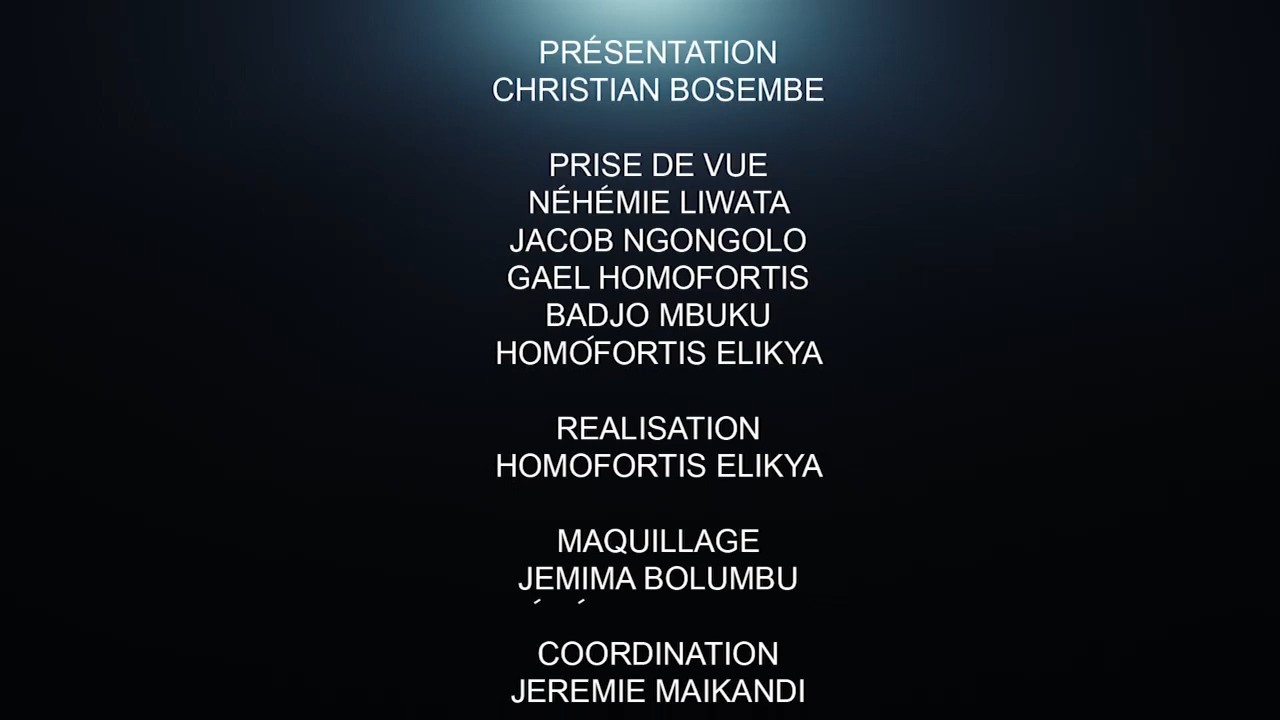 PRÉSENTATION
CHRISTIAN BOSEMBE
PRISE DE VUE
NÉHÉMIE LIWATA
JACOB NGONGOLO
GAEL HOMOFORTIS
BADJO MBUKU
HOMOFORTIS ELIKYA
REALISATION
HOMOFORTIS ELIKYA
MAQUILLAGE
JEMIMA BOLUMBU
COORDINATION
JEREMIE MAIKANDI